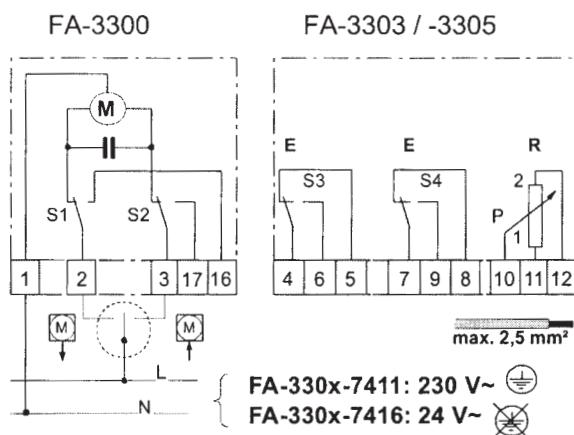 FA-3300
FA-3303 / -3305
M
E
E
R
S1
S2
S3
S4
P
2
1
1
2
3
17
16
4
6
5
7
9
8
10
11
12
M
M
max. 2,5 mm²
L
N
FA-330x-7411: 230 V~
FA-330x-7416: 24 V~